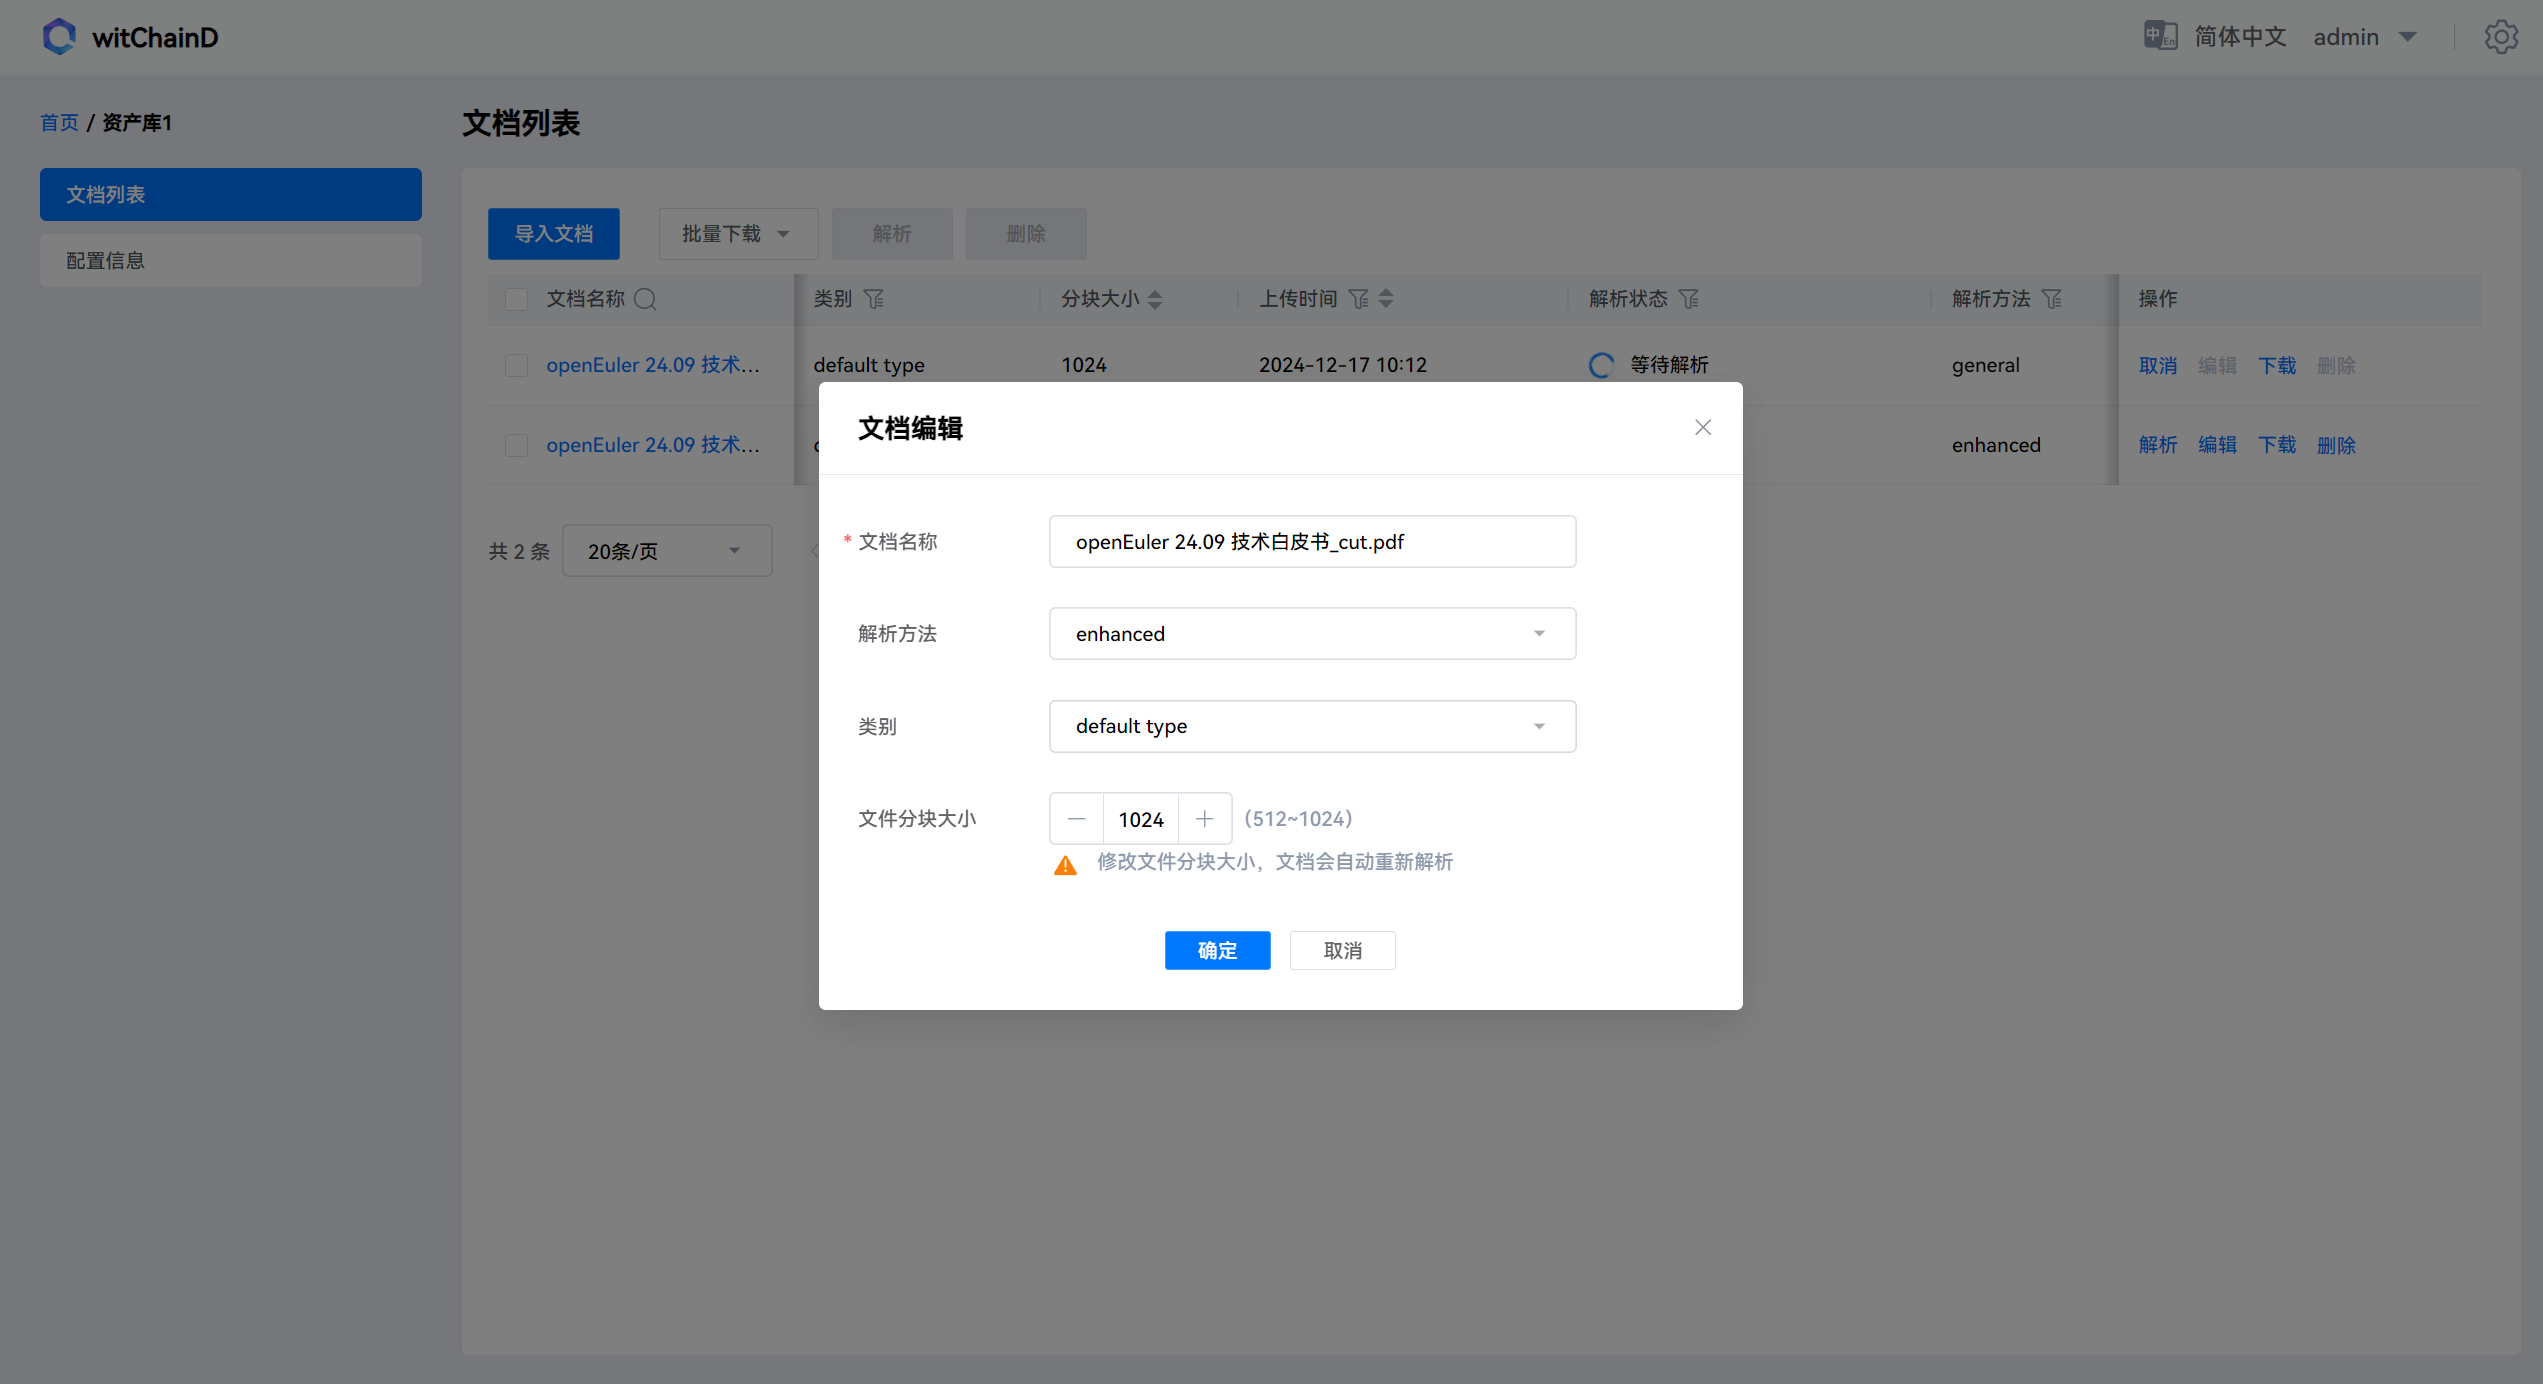 witChainD
简体中文 admin
首页 / 资产库1
文档列表
配置信息
文档列表
导入文档 批量下载 解析 删除
文档名称 类别 分块大小 上传时间 解析状态 解析方法 操作
openEuler 24.09 技术... default type 1024 2024-12-17 10:12 等待解析 general 取消 编辑 下载 删除
openEuler 24.09 技术... enhanced 解析 编辑 下载 删除
共 2 条 20条/页
文档编辑
* 文档名称 openEuler 24.09 技术白皮书_cut.pdf
解析方法 enhanced
类别 default type
文件分块大小 1024 (512~1024)
修改文件分块大小，文档会自动重新解析
确定 取消